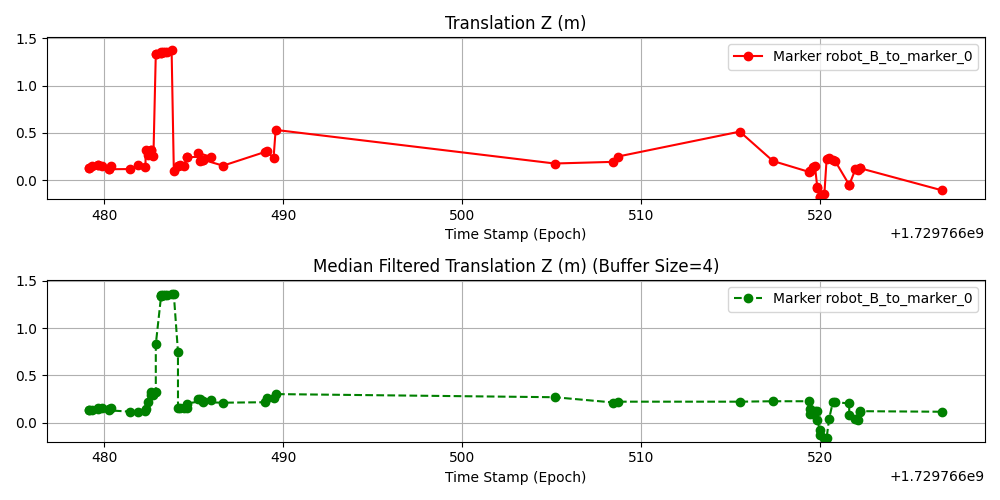 Translation Z (m)
1.5
1.0
0.5
0.0
Marker robot_B_to_marker_0
480 490 500 510 520
Time Stamp (Epoch)
+1.729766e9
Median Filtered Translation Z (m) (Buffer Size=4)
1.5
1.0
0.5
0.0
Marker robot_B_to_marker_0
480 490 500 510 520
Time Stamp (Epoch)
+1.729766e9